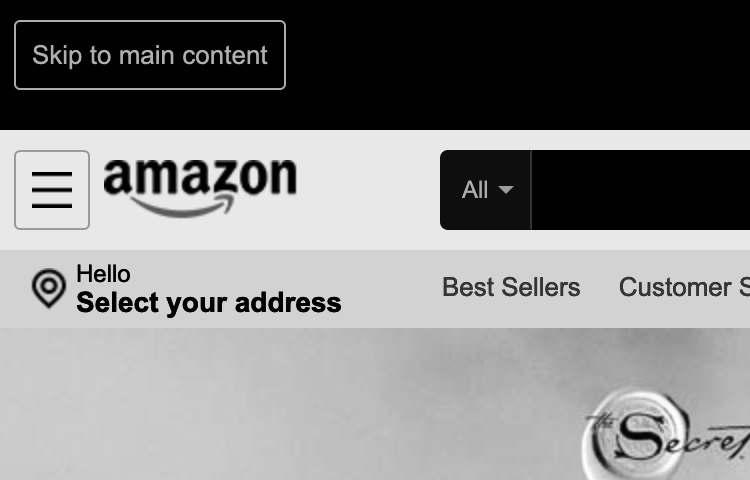 Skip to main content
amazon
All
Hello
Select your address
Best Sellers
Customer S
the Secret